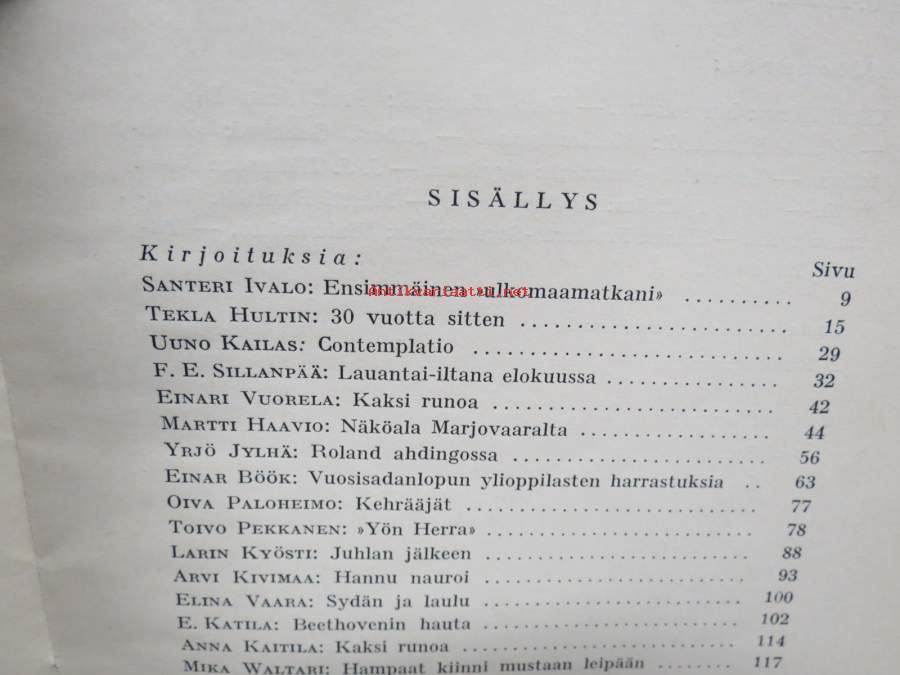 SISÄLLYS
Kirjoituksia:
Sivu
SANTERI IVALO: Ensimmäinen »ulkomaamatkani» .......... 9
TEKLA HULTIN: 30 vuotta sitten .......................... 15
UUNO KAILAS: Contemplatio .............................. 29
F. E. SILLANPÄÄ: Lauantai-iltana elokuussa ................ 32
EINARI VUORELA: Kaksi runoa ........................... 42
MARTTI HAAVIO: Näköala Marjovaaralta .................. 44
YRJÖ JYLHÄ: Roland ahdingossa .......................... 56
EINAR BÖÖK: Vuosisadanlopun ylioppilasten harrastuksia .. 63
OIVA PALOHEIMO: Kehrääjät ............................ 77
TOIVO PEKKANEN: »Yön Herra» .......................... 78
LARIN KYÖSTI: Juhlan jälkeen ........................... 88
ARVI KIVIMAA: Hannu nauroi ........................... 93
ELINA VAARA: Sydän ja laulu ........................... 100
E. KATILA: Beethovenin hauta ........................... 102
ANNA KAITILA: Kaksi runoa ............................ 114
MIKA WALTARI: Hampaat kiinni mustaan leipään ........ 117